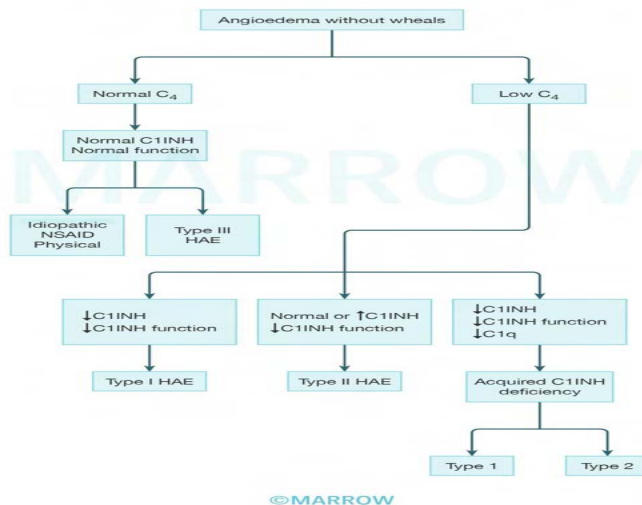 Angioedema without wheals
Normal C₄
Low C₄
Normal C1INH
Normal function
MARROW
Idiopathic
NSAID
Physical
Type III
HAE
↓C1INH
↓C1INH function
Normal or ↑C1INH
↓C1INH function
↓C1INH
↓C1INH function
↓C1q
Type I HAE
Type II HAE
Acquired C1INH
deficiency
Type 1
Type 2
©MARROW